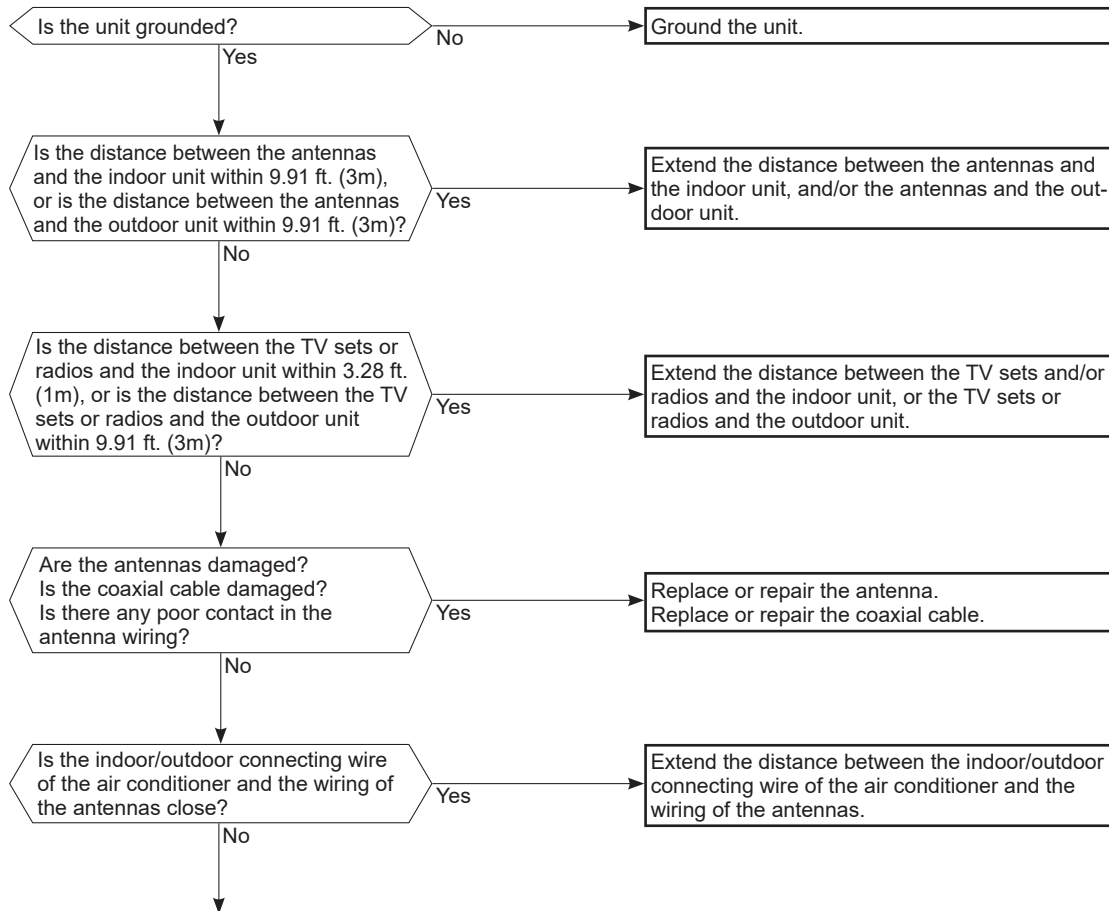 Is the unit grounded?
No
Ground the unit.
Yes
Is the distance between the antennas
and the indoor unit within 9.91 ft. (3m),
or is the distance between the antennas
and the outdoor unit within 9.91 ft. (3m)?
Yes
Extend the distance between the antennas and
the indoor unit, and/or the antennas and the out-
door unit.
No
Is the distance between the TV sets or
radios and the indoor unit within 3.28 ft.
(1m), or is the distance between the TV
sets or radios and the outdoor unit
within 9.91 ft. (3m)?
Yes
Extend the distance between the TV sets and/or
radios and the indoor unit, or the TV sets or
radios and the outdoor unit.
No
Are the antennas damaged?
Is the coaxial cable damaged?
Is there any poor contact in the
antenna wiring?
Yes
Replace or repair the antenna.
Replace or repair the coaxial cable.
No
Is the indoor/outdoor connecting wire
of the air conditioner and the wiring of
the antennas close?
Yes
Extend the distance between the indoor/outdoor
connecting wire of the air conditioner and the
wiring of the antennas.
No